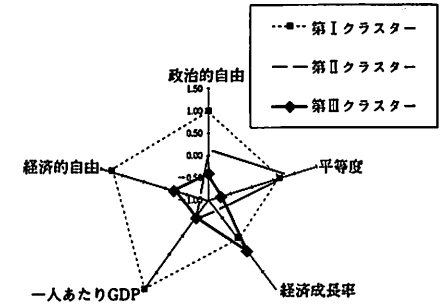 第Ⅰクラスター
第Ⅱクラスター
第Ⅲクラスター
政治的自由
1.50
1.00
0.50
0.00
-0.50
-1.00
経済的自由
平等度
一人あたりGDP
経済成長率